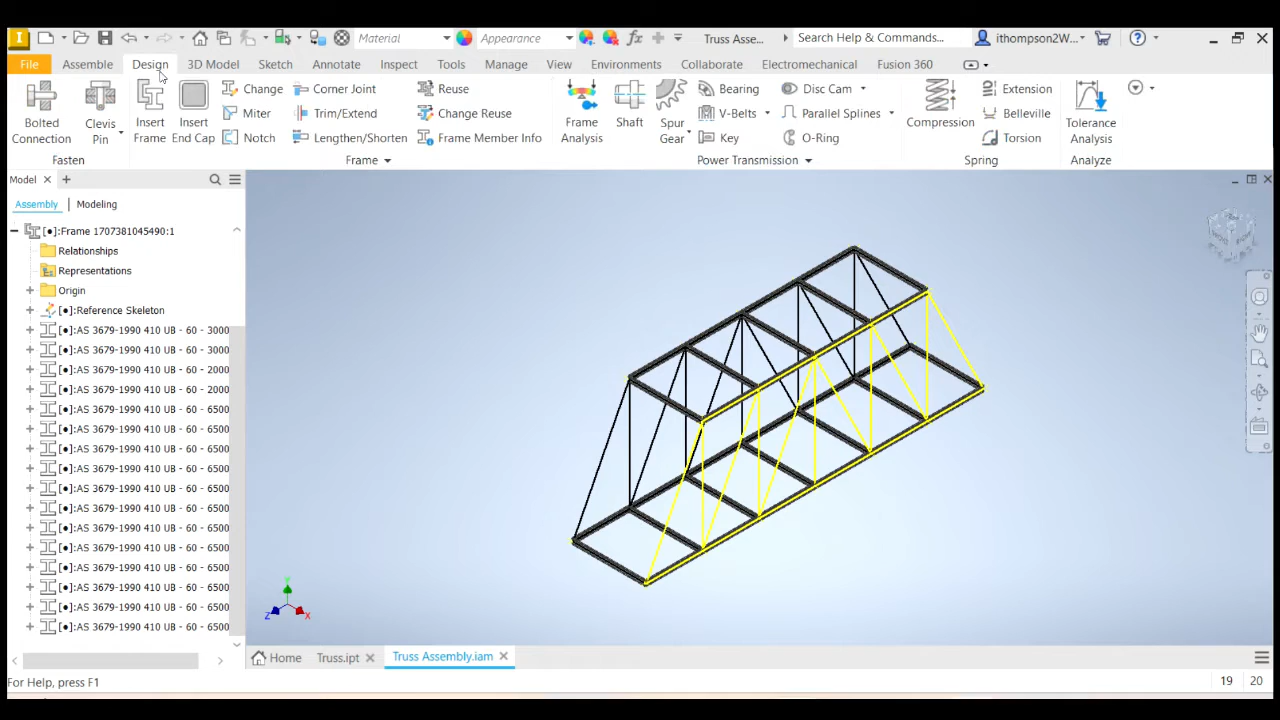 Material
Appearance
Truss Asse...
Search Help & Commands...
ithompson2W...
File
Assemble
Design
3D Model
Sketch
Annotate
Inspect
Tools
Manage
View
Environments
Collaborate
Electromechanical
Fusion 360
Bolted Connection
Clevis Pin
Insert Frame
Insert End Cap
Change
Miter
Notch
Corner Joint
Trim/Extend
Lengthen/Shorten
Reuse
Change Reuse
Frame Member Info
Frame Analysis
Shaft
Spur Gear
Bearing
V-Belts
Key
Disc Cam
Parallel Splines
O-Ring
Compression
Extension
Belleville
Torsion
Tolerance Analysis
Fasten
Frame
Power Transmission
Spring
Analyze
Model
Assembly
Modeling
[●]:Frame 1707381045490:1
Relationships
Representations
Origin
[●]:Reference Skeleton
[●]:AS 3679-1990 410 UB - 60 - 3000
[●]:AS 3679-1990 410 UB - 60 - 3000
[●]:AS 3679-1990 410 UB - 60 - 2000
[●]:AS 3679-1990 410 UB - 60 - 2000
[●]:AS 3679-1990 410 UB - 60 - 6500
[●]:AS 3679-1990 410 UB - 60 - 6500
[●]:AS 3679-1990 410 UB - 60 - 6500
[●]:AS 3679-1990 410 UB - 60 - 6500
[●]:AS 3679-1990 410 UB - 60 - 6500
[●]:AS 3679-1990 410 UB - 60 - 6500
[●]:AS 3679-1990 410 UB - 60 - 6500
[●]:AS 3679-1990 410 UB - 60 - 6500
[●]:AS 3679-1990 410 UB - 60 - 6500
[●]:AS 3679-1990 410 UB - 60 - 6500
[●]:AS 3679-1990 410 UB - 60 - 6500
[●]:AS 3679-1990 410 UB - 60 - 6500
Y
Z
X
Home
Truss.ipt
Truss Assembly.iam
For Help, press F1
19
20